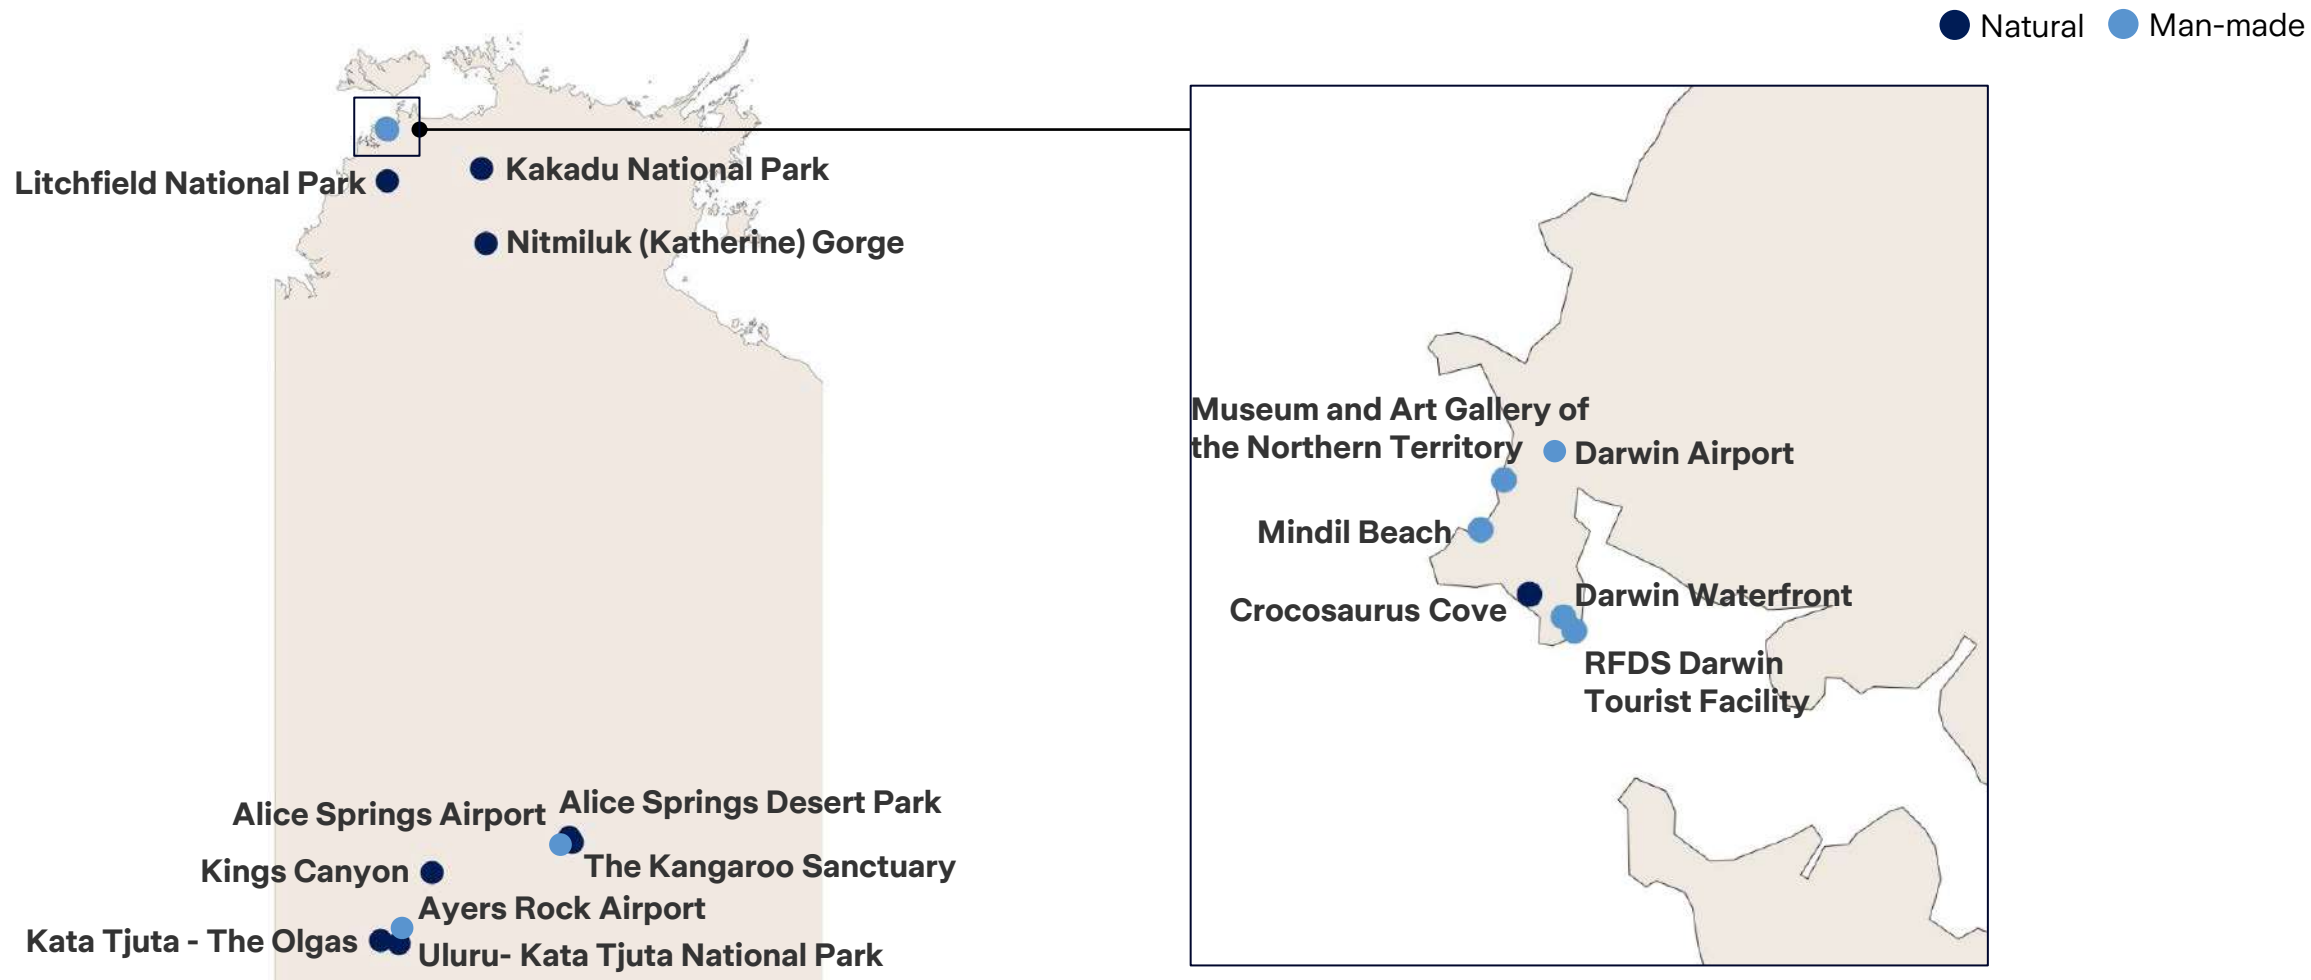 Natural
Man-made
Litchfield National Park
Kakadu National Park
Nitmiluk (Katherine) Gorge
Museum and Art Gallery of
the Northern Territory
Darwin Airport
Mindil Beach
Darwin Waterfront
Crocosaurus Cove
RFDS Darwin
Tourist Facility
Alice Springs Airport
Alice Springs Desert Park
The Kangaroo Sanctuary
Kings Canyon
Ayers Rock Airport
Kata Tjuta - The Olgas
Uluru- Kata Tjuta National Park